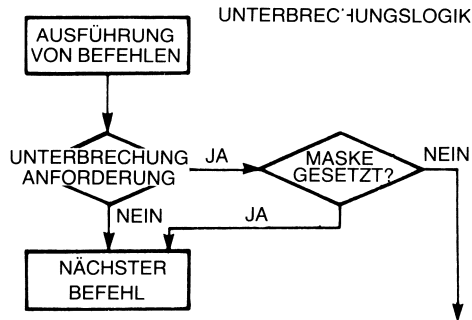 UNTERBRECHUNGSLOGIK
AUSFÜHRUNG
VON BEFEHLEN
UNTERBRECHUNG
ANFORDERUNG
JA
MASKE
GESETZT?
NEIN
NEIN
JA
NÄCHSTER
BEFEHL